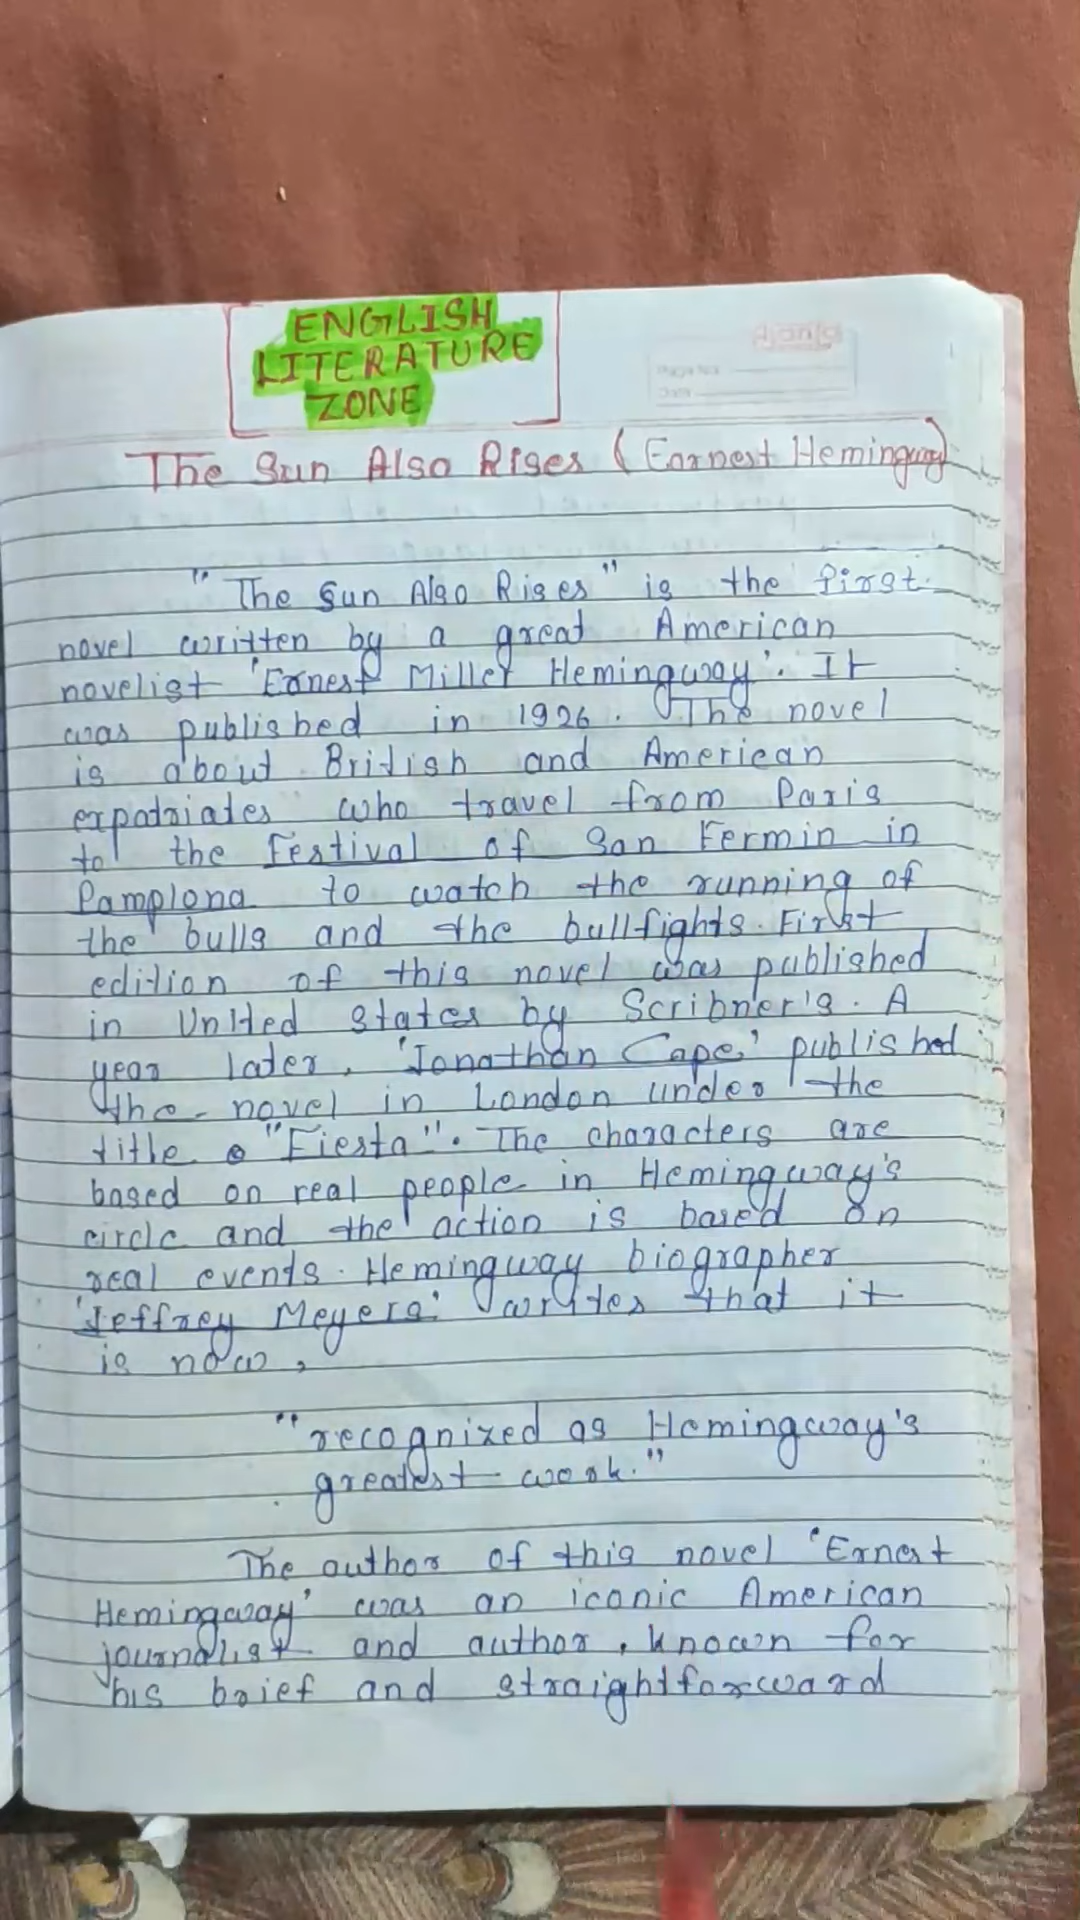 ENGLISH
LITERATURE
ZONE
The Sun Also Rises (Earnest Hemingway)
"The Sun Also Rises" is the first
novel written by a great American
novelist 'Ernest Miller Hemingway'. It
was published in 1926. The novel
is about British and American
expatriates who travel from Paris
to the Festival of San Fermin in
Pamplona to watch the running of
the bulls and the bullfights. First
edition of this novel was published
in United States by Scribner's. A
year later, 'Jonathan Cape' published
the novel in London under the
title "Fiesta". The characters are
based on real people in Hemingway's
circle and the action is based on
real events. Hemingway biographer
'Jeffrey Meyers' writes that it
is now,
"recognized as Hemingway's
greatest work."
The author of this novel 'Ernest
Hemingway' was an iconic American
journalist and author, known for
his brief and straightforward